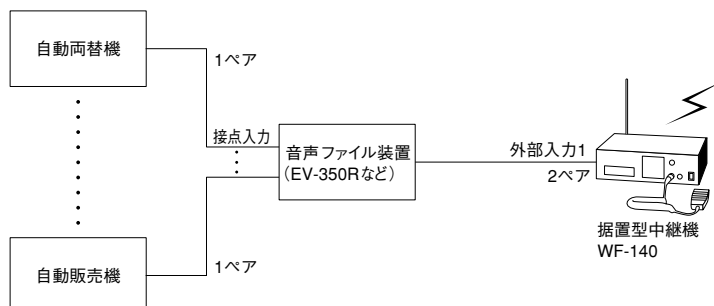 自動両替機
1ペア
接点入力
音声ファイル装置
(EV-350Rなど)
外部入力1
2ペア
据置型中継機
WF-140
自動販売機
1ペア